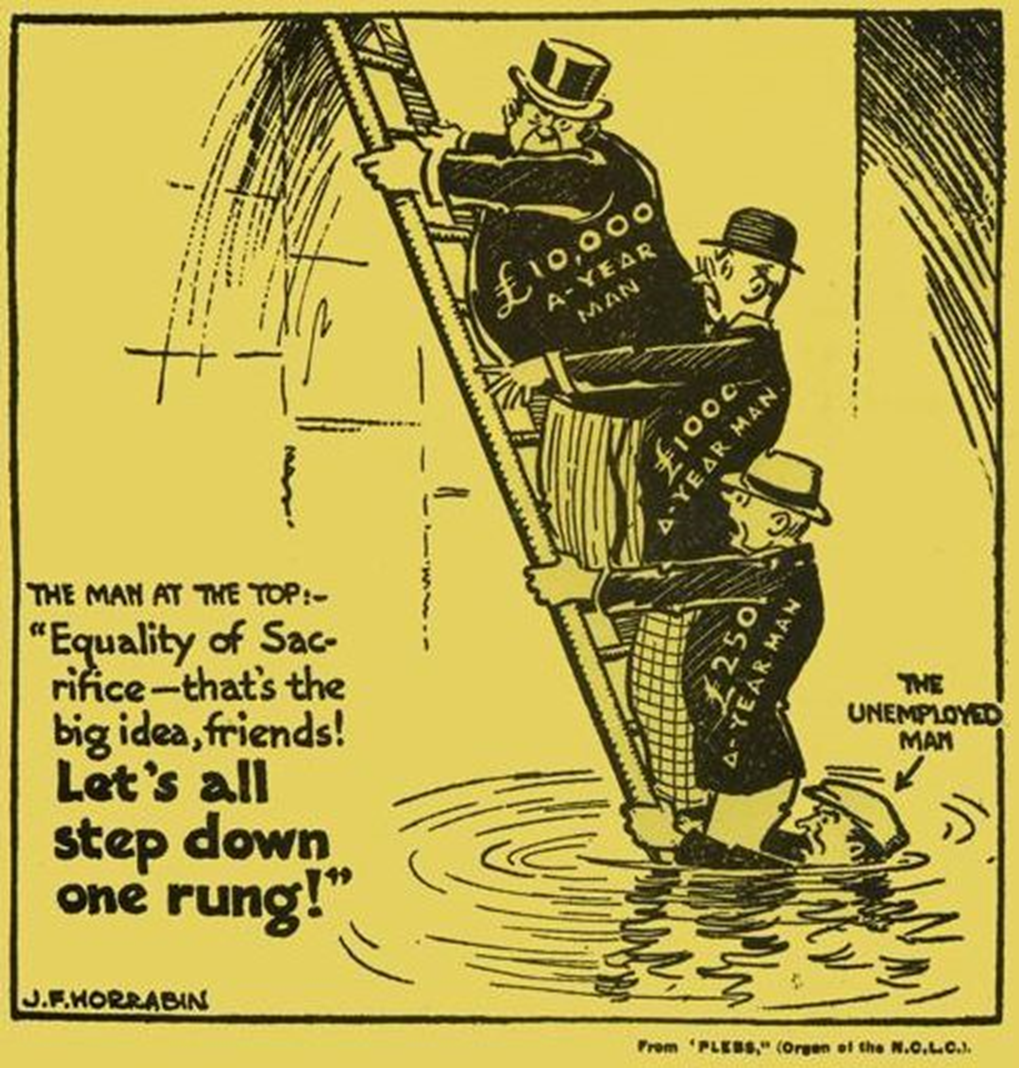 £10,000
A-YEAR
MAN
£1000
A-YEAR MAN
£250
A-YEAR MAN
THE MAN AT THE TOP:-
"Equality of Sac-
rifice—that's the
big idea, friends!
Let's all
step down
one rung!"
THE
UNEMPLOYED
MAN
J.F.HORRABIN
From 'PLEBS," (Organ of the N.C.L.C.).